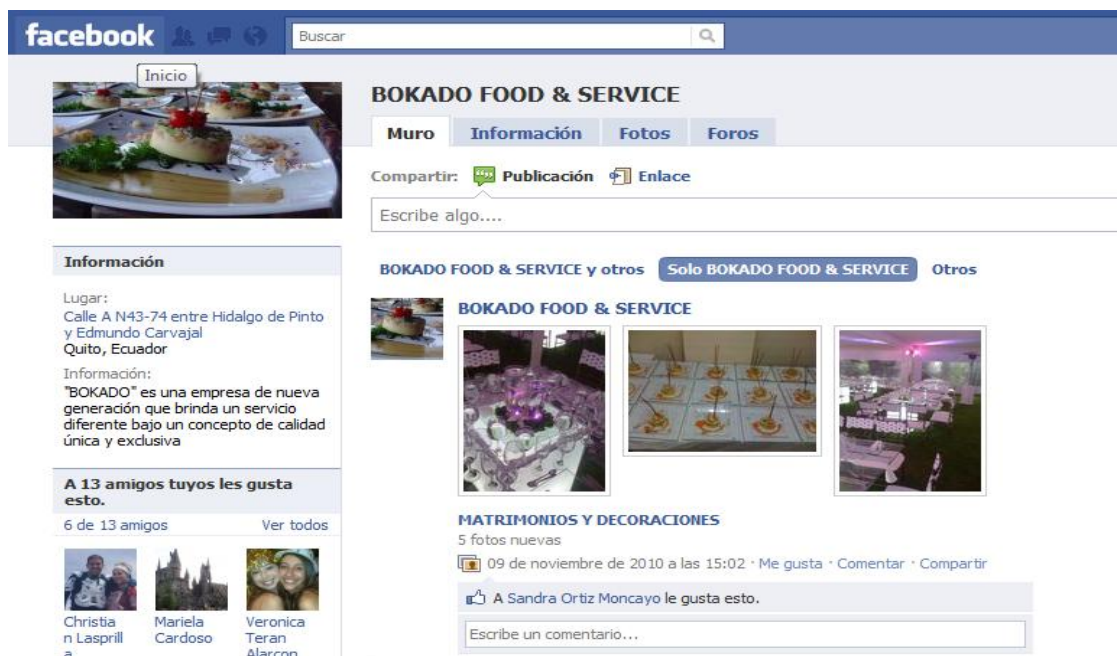 facebook
Buscar
Inicio
BOKADO FOOD & SERVICE
Muro Información Fotos Foros
Compartir: Publicación Enlace
Escribe algo....
Información
Lugar:
Calle A N43-74 entre Hidalgo de Pinto
y Edmundo Carvajal
Quito, Ecuador
Información:
"BOKADO" es una empresa de nueva
generación que brinda un servicio
diferente bajo un concepto de calidad
única y exclusiva
A 13 amigos tuyos les gusta
esto.
6 de 13 amigos Ver todos
Christia
n Lasprill
a
Mariela
Cardoso
Veronica
Teran
Alarcon
BOKADO FOOD & SERVICE y otros Solo BOKADO FOOD & SERVICE Otros
BOKADO FOOD & SERVICE
MATRIMONIOS Y DECORACIONES
5 fotos nuevas
09 de noviembre de 2010 a las 15:02 · Me gusta · Comentar · Compartir
A Sandra Ortiz Moncayo le gusta esto.
Escribe un comentario...